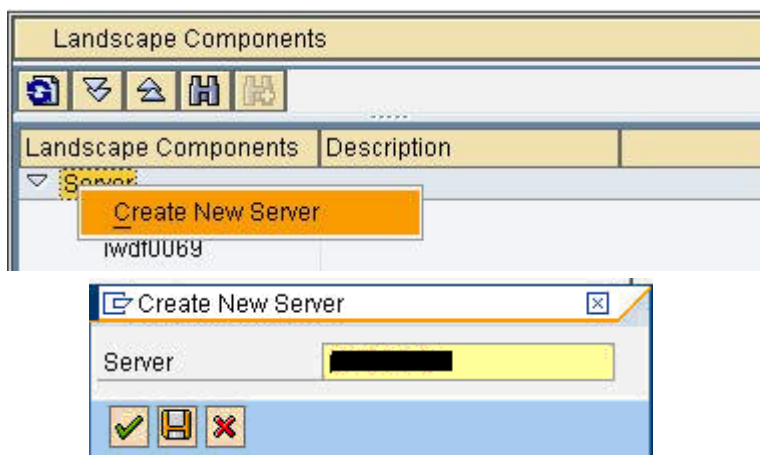 Landscape Components
Landscape Components Description
Server
Create New Server
iwdf0069
Create New Server
Server